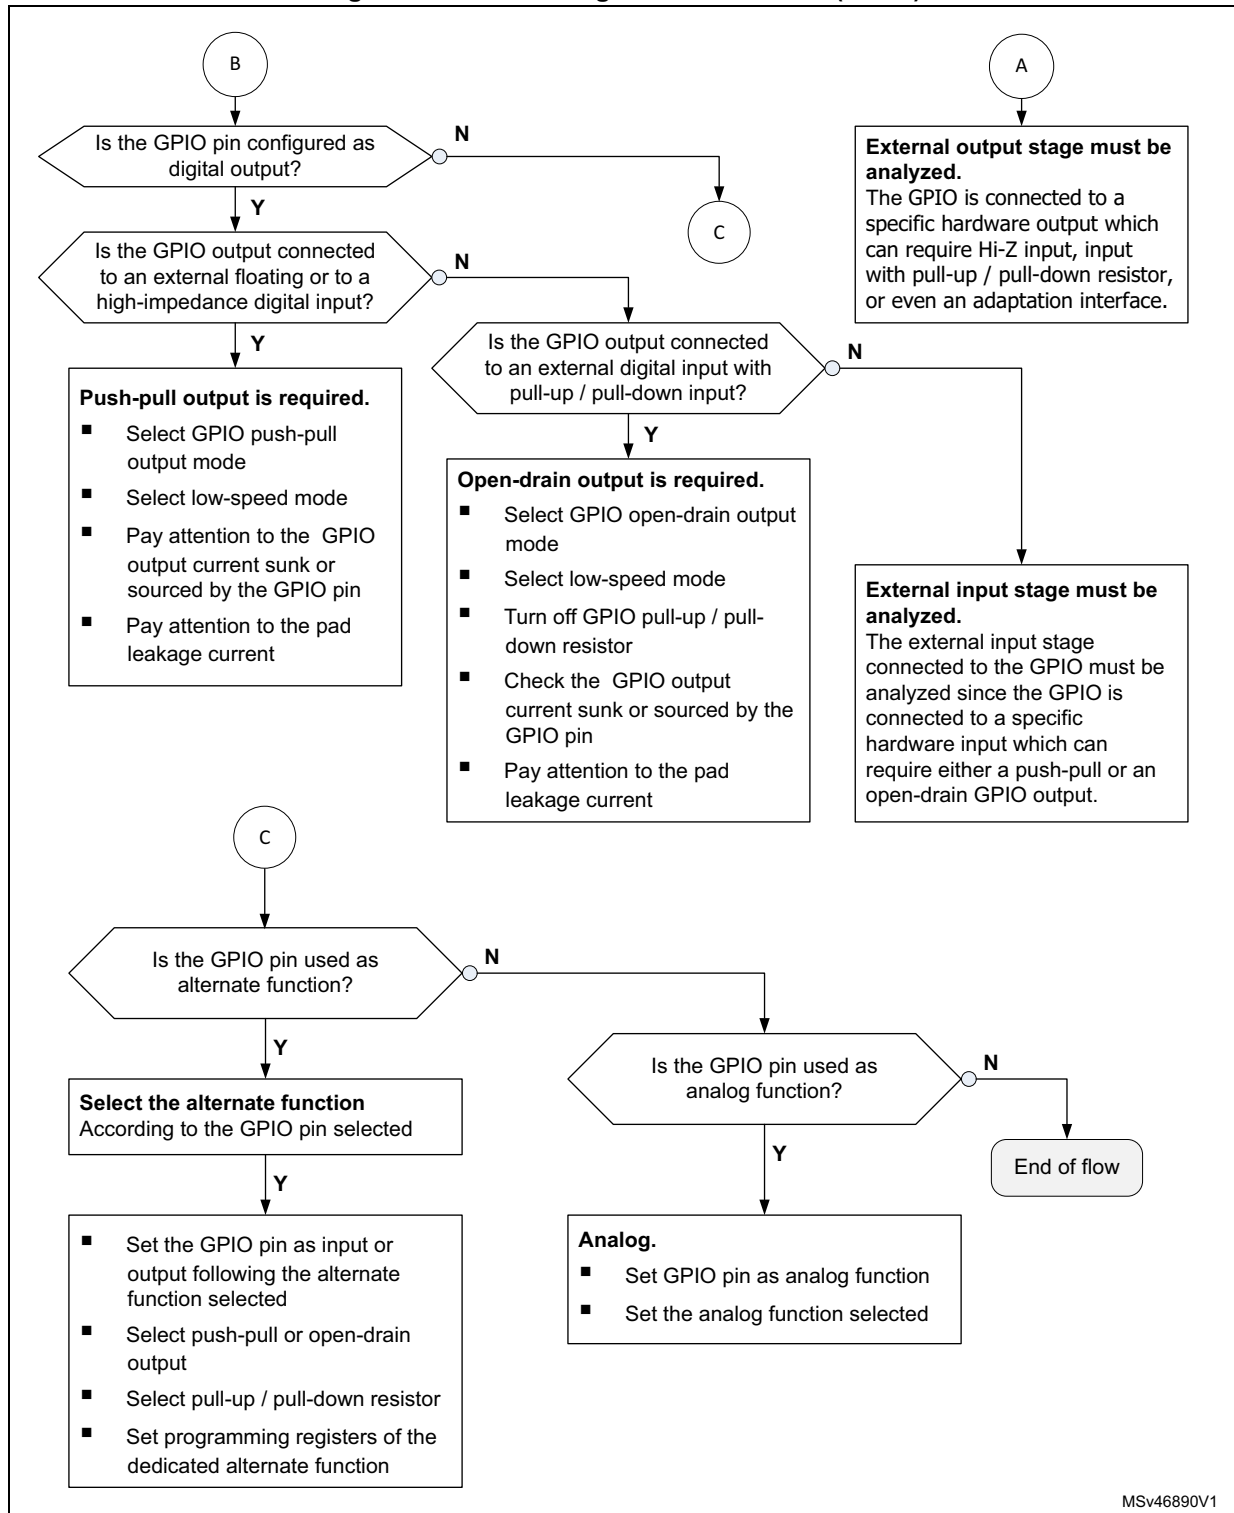 B
Is the GPIO pin configured as
digital output?
N
Y
C
Is the GPIO output connected
to an external floating or to a
high-impedance digital input?
N
Y
Push-pull output is required.
■ Select GPIO push-pull
output mode
■ Select low-speed mode
■ Pay attention to the GPIO
output current sunk or
sourced by the GPIO pin
■ Pay attention to the pad
leakage current
Is the GPIO output connected
to an external digital input with
pull-up / pull-down input?
N
Y
Open-drain output is required.
■ Select GPIO open-drain output
mode
■ Select low-speed mode
■ Turn off GPIO pull-up / pull-
down resistor
■ Check the GPIO output
current sunk or sourced by the
GPIO pin
■ Pay attention to the pad
leakage current
A
External output stage must be
analyzed.
The GPIO is connected to a
specific hardware output which
can require Hi-Z input, input
with pull-up / pull-down resistor,
or even an adaptation interface.
External input stage must be
analyzed.
The external input stage
connected to the GPIO must be
analyzed since the GPIO is
connected to a specific
hardware input which can
require either a push-pull or an
open-drain GPIO output.
C
Is the GPIO pin used as
alternate function?
N
Y
Select the alternate function
According to the GPIO pin selected
Y
■ Set the GPIO pin as input or
output following the alternate
function selected
■ Select push-pull or open-drain
output
■ Select pull-up / pull-down resistor
■ Set programming registers of the
dedicated alternate function
Is the GPIO pin used as
analog function?
N
Y
End of flow
Analog.
■ Set GPIO pin as analog function
■ Set the analog function selected
MSv46890V1